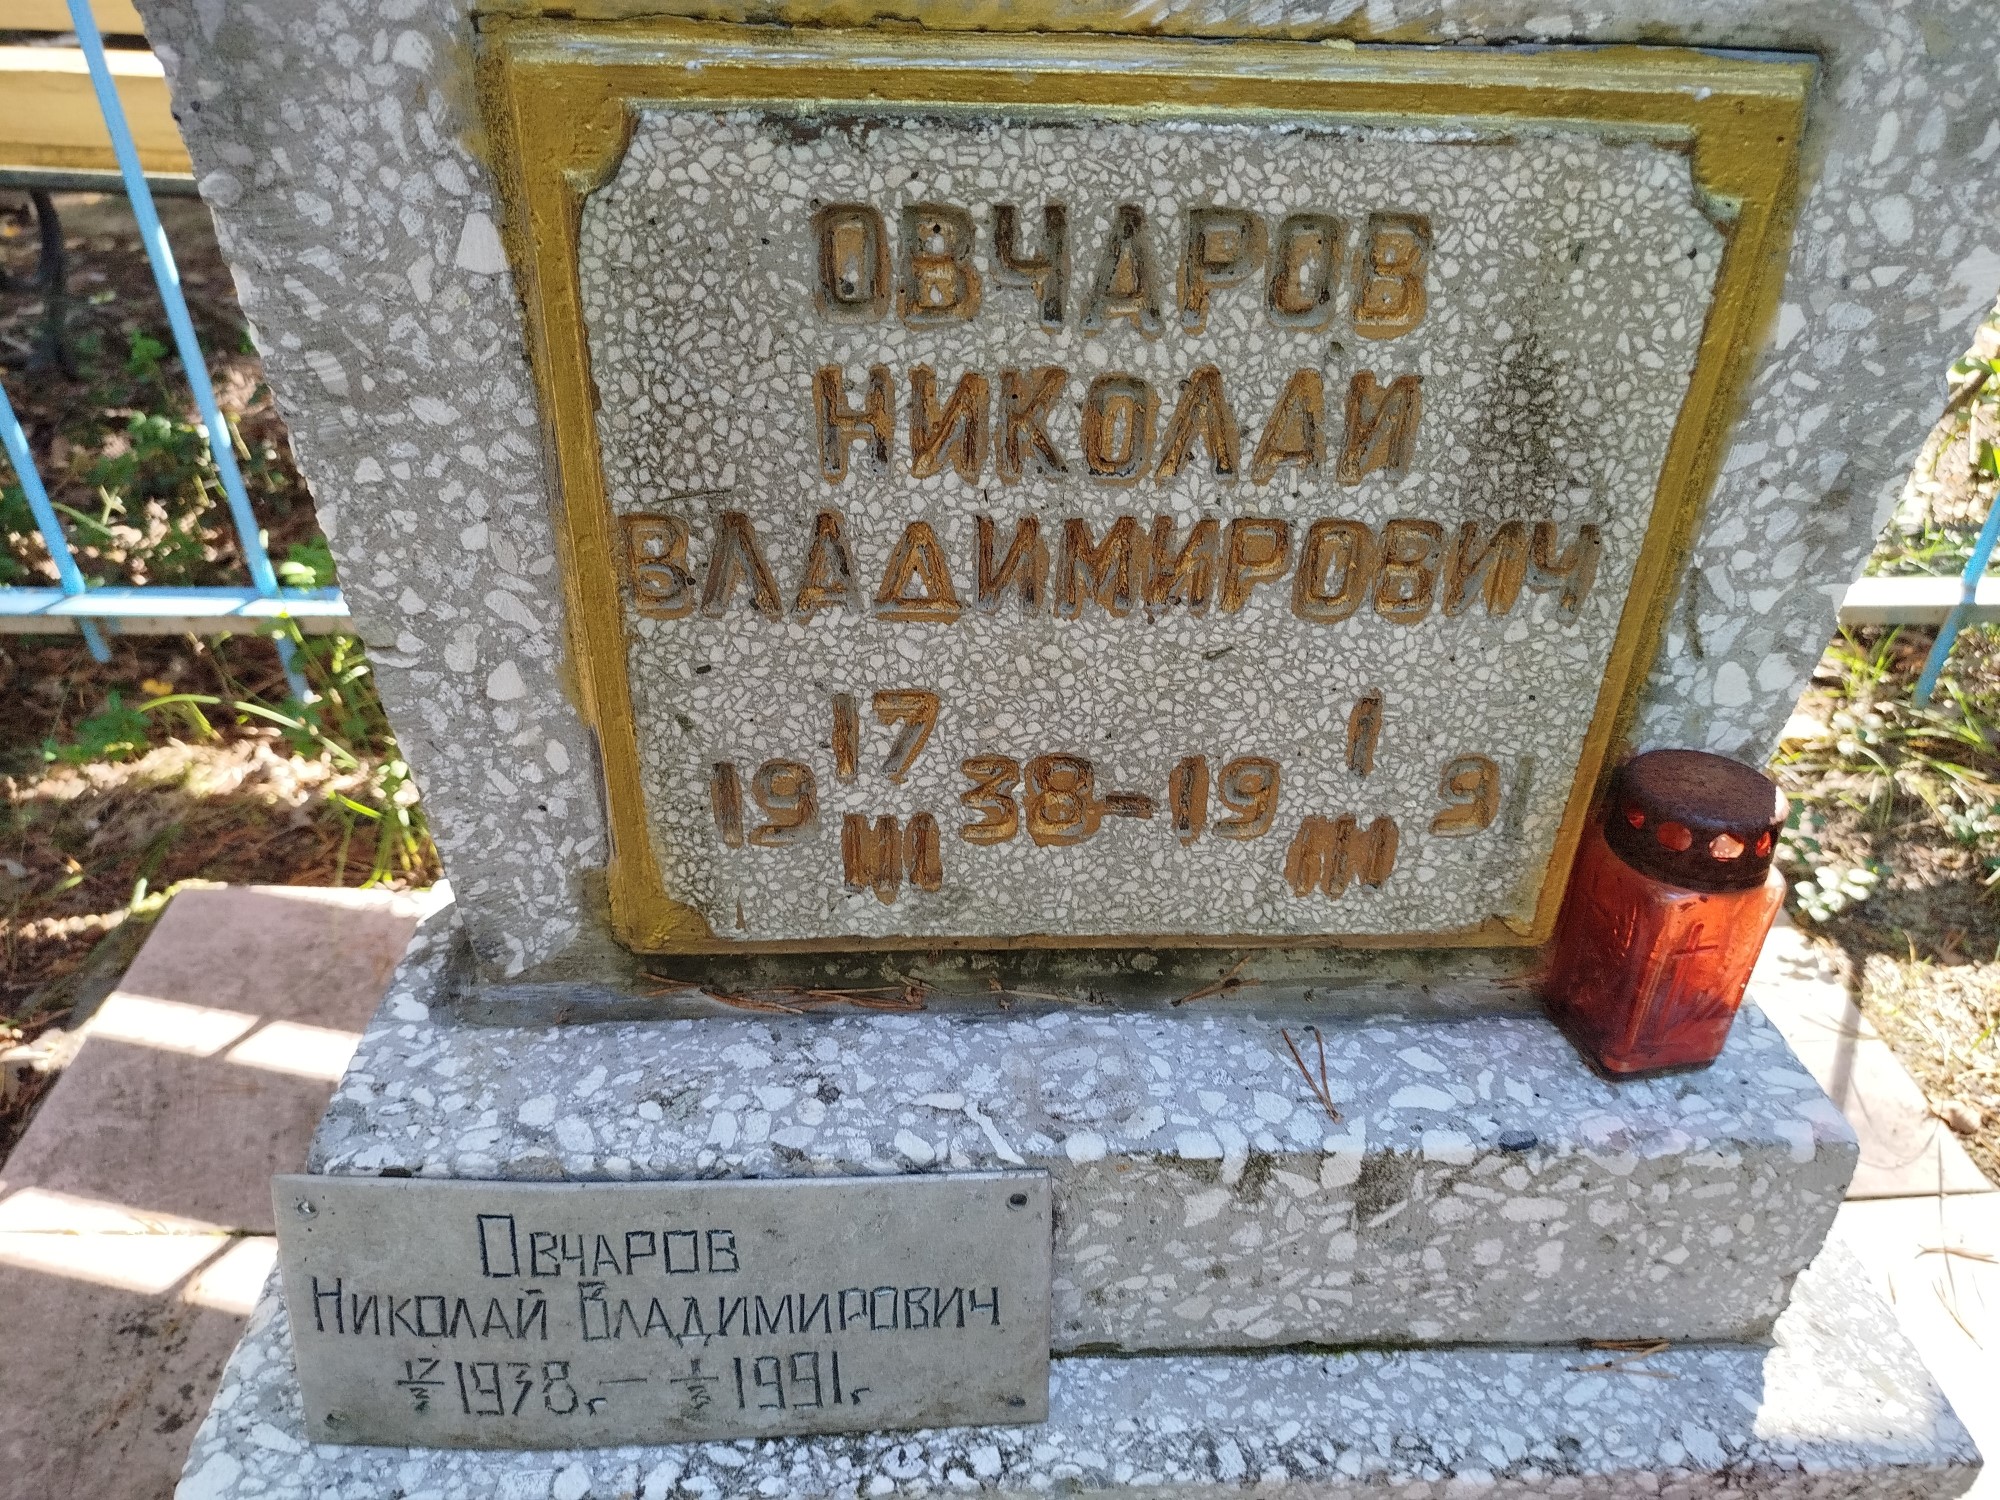 ОВЧАРОВ
НИКОЛАЙ
ВЛАДИМИРОВИЧ
19 17/III 38 - 19 1/III 91
Овчаров
Николай Владимирович
17/3 1938г. - 1/3 1991г.